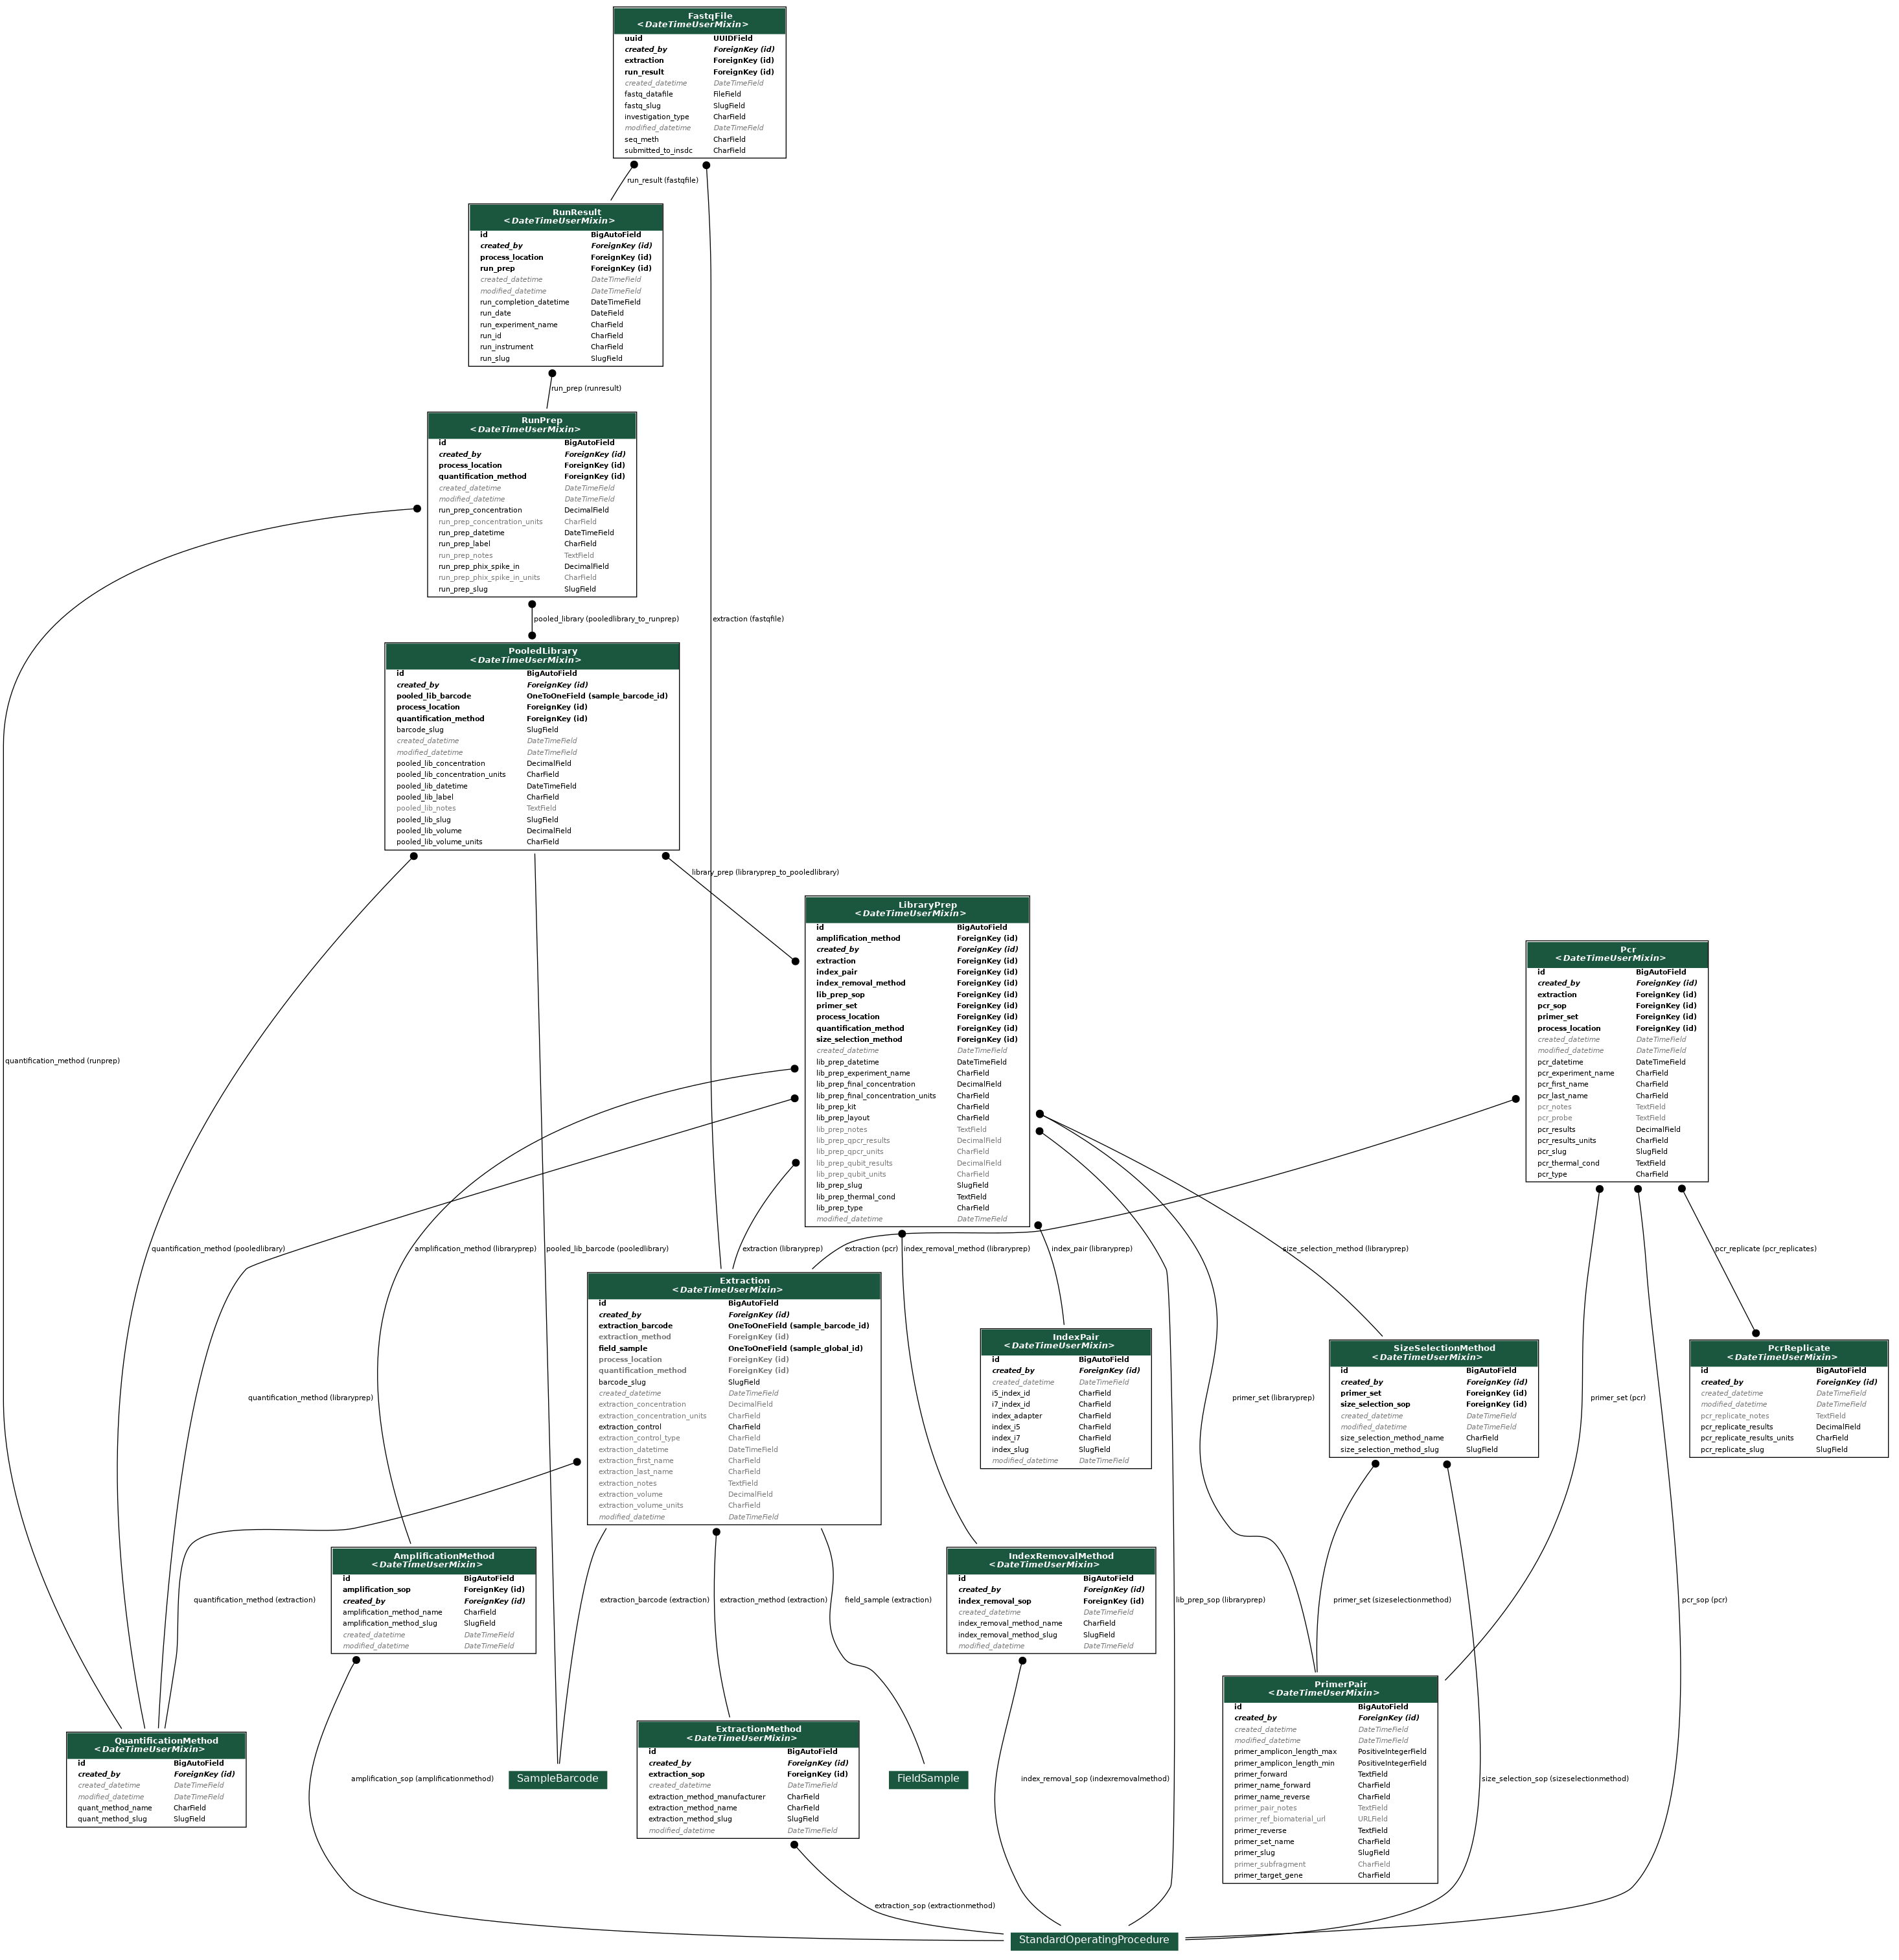 FastqFile
<DateTimeUserMixin>
uuid UUIDField
created_by ForeignKey (id)
extraction ForeignKey (id)
run_result ForeignKey (id)
created_datetime DateTimeField
fastq_datafile FileField
fastq_slug SlugField
investigation_type CharField
modified_datetime DateTimeField
seq_meth CharField
submitted_to_insdc CharField
run_result (fastqfile)
RunResult
<DateTimeUserMixin>
id BigAutoField
created_by ForeignKey (id)
process_location ForeignKey (id)
run_prep ForeignKey (id)
created_datetime DateTimeField
modified_datetime DateTimeField
run_completion_datetime DateTimeField
run_date DateField
run_experiment_name CharField
run_id CharField
run_instrument CharField
run_slug SlugField
run_prep (runresult)
RunPrep
<DateTimeUserMixin>
id BigAutoField
created_by ForeignKey (id)
process_location ForeignKey (id)
quantification_method ForeignKey (id)
created_datetime DateTimeField
modified_datetime DateTimeField
run_prep_concentration DecimalField
run_prep_concentration_units CharField
run_prep_datetime DateTimeField
run_prep_label CharField
run_prep_notes TextField
run_prep_phix_spike_in DecimalField
run_prep_phix_spike_in_units CharField
run_prep_slug SlugField
pooled_library (pooledlibrary_to_runprep)
extraction (fastqfile)
PooledLibrary
<DateTimeUserMixin>
id BigAutoField
created_by ForeignKey (id)
pooled_lib_barcode OneToOneField (sample_barcode_id)
process_location ForeignKey (id)
quantification_method ForeignKey (id)
barcode_slug SlugField
created_datetime DateTimeField
modified_datetime DateTimeField
pooled_lib_concentration DecimalField
pooled_lib_concentration_units CharField
pooled_lib_datetime DateTimeField
pooled_lib_label CharField
pooled_lib_notes TextField
pooled_lib_slug SlugField
pooled_lib_volume DecimalField
pooled_lib_volume_units CharField
library_prep (libraryprep_to_pooledlibrary)
LibraryPrep
<DateTimeUserMixin>
id BigAutoField
amplification_method ForeignKey (id)
created_by ForeignKey (id)
extraction ForeignKey (id)
index_pair ForeignKey (id)
index_removal_method ForeignKey (id)
lib_prep_sop ForeignKey (id)
primer_set ForeignKey (id)
process_location ForeignKey (id)
quantification_method ForeignKey (id)
size_selection_method ForeignKey (id)
created_datetime DateTimeField
lib_prep_datetime DateTimeField
lib_prep_experiment_name CharField
lib_prep_final_concentration DecimalField
lib_prep_final_concentration_units CharField
lib_prep_kit CharField
lib_prep_layout CharField
lib_prep_notes TextField
lib_prep_qpcr_results DecimalField
lib_prep_qpcr_units CharField
lib_prep_qubit_results DecimalField
lib_prep_qubit_units CharField
lib_prep_slug SlugField
lib_prep_thermal_cond TextField
lib_prep_type CharField
modified_datetime DateTimeField
Pcr
<DateTimeUserMixin>
id BigAutoField
created_by ForeignKey (id)
extraction ForeignKey (id)
pcr_sop ForeignKey (id)
primer_set ForeignKey (id)
process_location ForeignKey (id)
created_datetime DateTimeField
modified_datetime DateTimeField
pcr_datetime DateTimeField
pcr_experiment_name CharField
pcr_first_name CharField
pcr_last_name CharField
pcr_notes TextField
pcr_probe TextField
pcr_results DecimalField
pcr_results_units CharField
pcr_slug SlugField
pcr_thermal_cond TextField
pcr_type CharField
quantification_method (runprep)
quantification_method (pooledlibrary)
amplification_method (libraryprep)
pooled_lib_barcode (pooledlibrary)
extraction (libraryprep)
extraction (pcr)
index_removal_method (libraryprep)
index_pair (libraryprep)
size_selection_method (libraryprep)
pcr_replicate (pcr_replicates)
Extraction
<DateTimeUserMixin>
id BigAutoField
created_by ForeignKey (id)
extraction_barcode OneToOneField (sample_barcode_id)
extraction_method ForeignKey (id)
field_sample OneToOneField (sample_global_id)
process_location ForeignKey (id)
quantification_method ForeignKey (id)
barcode_slug SlugField
created_datetime DateTimeField
extraction_concentration DecimalField
extraction_concentration_units CharField
extraction_control CharField
extraction_control_type CharField
extraction_datetime DateTimeField
extraction_first_name CharField
extraction_last_name CharField
extraction_notes TextField
extraction_volume DecimalField
extraction_volume_units CharField
modified_datetime DateTimeField
IndexPair
<DateTimeUserMixin>
id BigAutoField
created_by ForeignKey (id)
created_datetime DateTimeField
i5_index_id CharField
i7_index_id CharField
index_adapter CharField
index_i5 CharField
index_i7 CharField
index_slug SlugField
modified_datetime DateTimeField
SizeSelectionMethod
<DateTimeUserMixin>
id BigAutoField
created_by ForeignKey (id)
primer_set ForeignKey (id)
size_selection_sop ForeignKey (id)
created_datetime DateTimeField
modified_datetime DateTimeField
size_selection_method_name CharField
size_selection_method_slug SlugField
PcrReplicate
<DateTimeUserMixin>
id BigAutoField
created_by ForeignKey (id)
created_datetime DateTimeField
modified_datetime DateTimeField
pcr_replicate_notes TextField
pcr_replicate_results DecimalField
pcr_replicate_results_units CharField
pcr_replicate_slug SlugField
quantification_method (libraryprep)
primer_set (libraryprep)
primer_set (pcr)
AmplificationMethod
<DateTimeUserMixin>
id BigAutoField
amplification_sop ForeignKey (id)
created_by ForeignKey (id)
amplification_method_name CharField
amplification_method_slug SlugField
created_datetime DateTimeField
modified_datetime DateTimeField
IndexRemovalMethod
<DateTimeUserMixin>
id BigAutoField
created_by ForeignKey (id)
index_removal_sop ForeignKey (id)
created_datetime DateTimeField
index_removal_method_name CharField
index_removal_method_slug SlugField
modified_datetime DateTimeField
quantification_method (extraction)
extraction_barcode (extraction)
extraction_method (extraction)
field_sample (extraction)
lib_prep_sop (libraryprep)
primer_set (sizeselectionmethod)
pcr_sop (pcr)
PrimerPair
<DateTimeUserMixin>
id BigAutoField
created_by ForeignKey (id)
created_datetime DateTimeField
modified_datetime DateTimeField
primer_amplicon_length_max PositiveIntegerField
primer_amplicon_length_min PositiveIntegerField
primer_forward TextField
primer_name_forward CharField
primer_name_reverse CharField
primer_pair_notes TextField
primer_ref_biomaterial_url URLField
primer_reverse TextField
primer_set_name CharField
primer_slug SlugField
primer_subfragment CharField
primer_target_gene CharField
QuantificationMethod
<DateTimeUserMixin>
id BigAutoField
created_by ForeignKey (id)
created_datetime DateTimeField
modified_datetime DateTimeField
quant_method_name CharField
quant_method_slug SlugField
ExtractionMethod
<DateTimeUserMixin>
id BigAutoField
created_by ForeignKey (id)
extraction_sop ForeignKey (id)
created_datetime DateTimeField
extraction_method_manufacturer CharField
extraction_method_name CharField
extraction_method_slug SlugField
modified_datetime DateTimeField
amplification_sop (amplificationmethod)
SampleBarcode
FieldSample
index_removal_sop (indexremovalmethod)
size_selection_sop (sizeselectionmethod)
extraction_sop (extractionmethod)
StandardOperatingProcedure